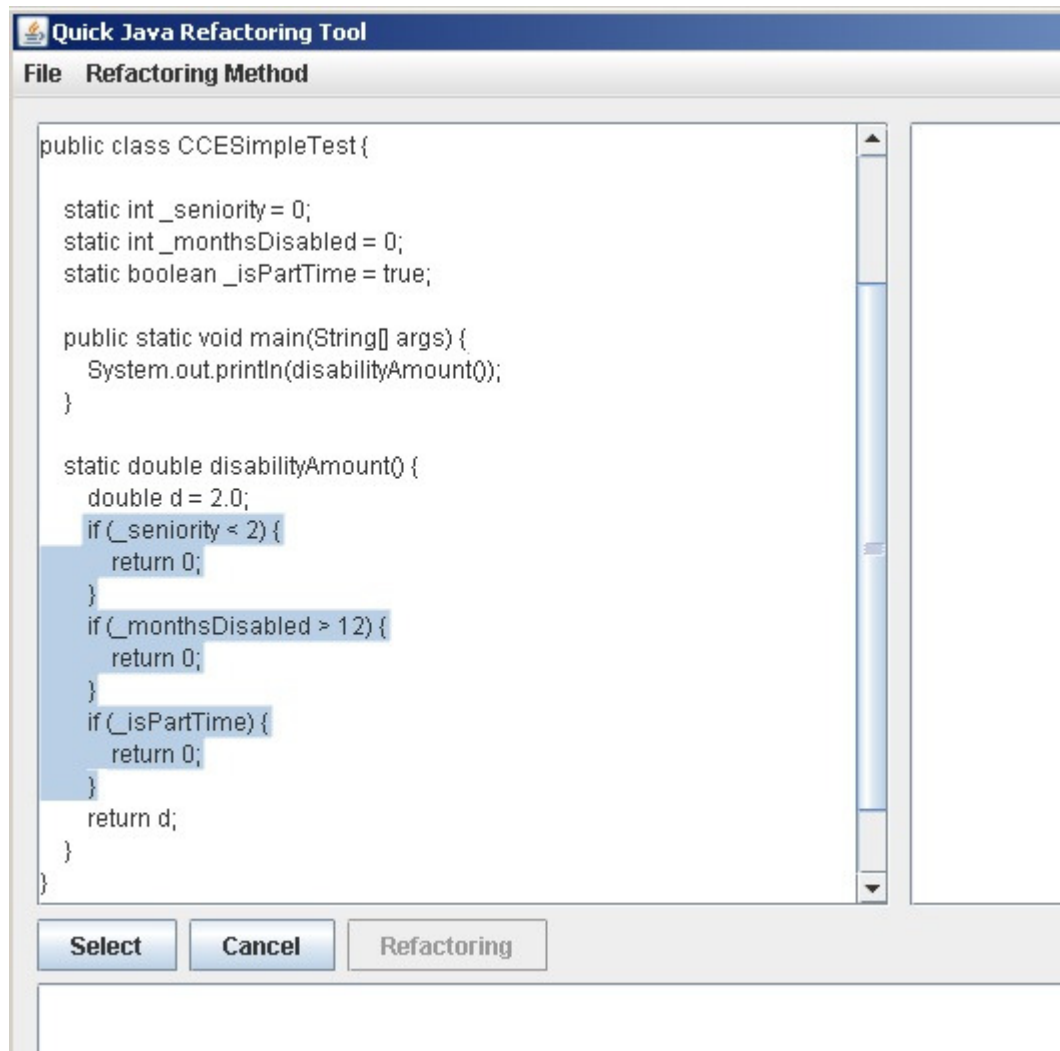 Quick Java Refactoring Tool
File Refactoring Method
public class CCESimpleTest {
static int _seniority = 0;
static int _monthsDisabled = 0;
static boolean _isPartTime = true;
public static void main(String[] args) {
System.out.println(disabilityAmount());
}
static double disabilityAmount() {
double d = 2.0;
if (_seniority < 2) {
return 0;
}
if (_monthsDisabled > 12) {
return 0;
}
if (_isPartTime) {
return 0;
}
return d;
}
}
Select Cancel Refactoring